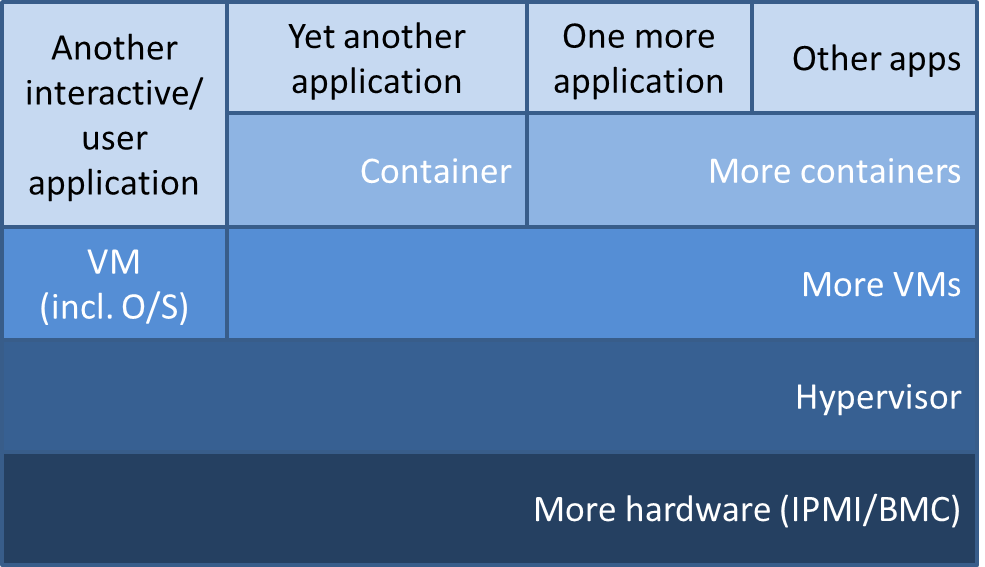 Another
interactive/
user
application
Yet another
application
One more
application
Other apps
Container
More containers
VM
(incl. O/S)
More VMs
Hypervisor
More hardware (IPMI/BMC)